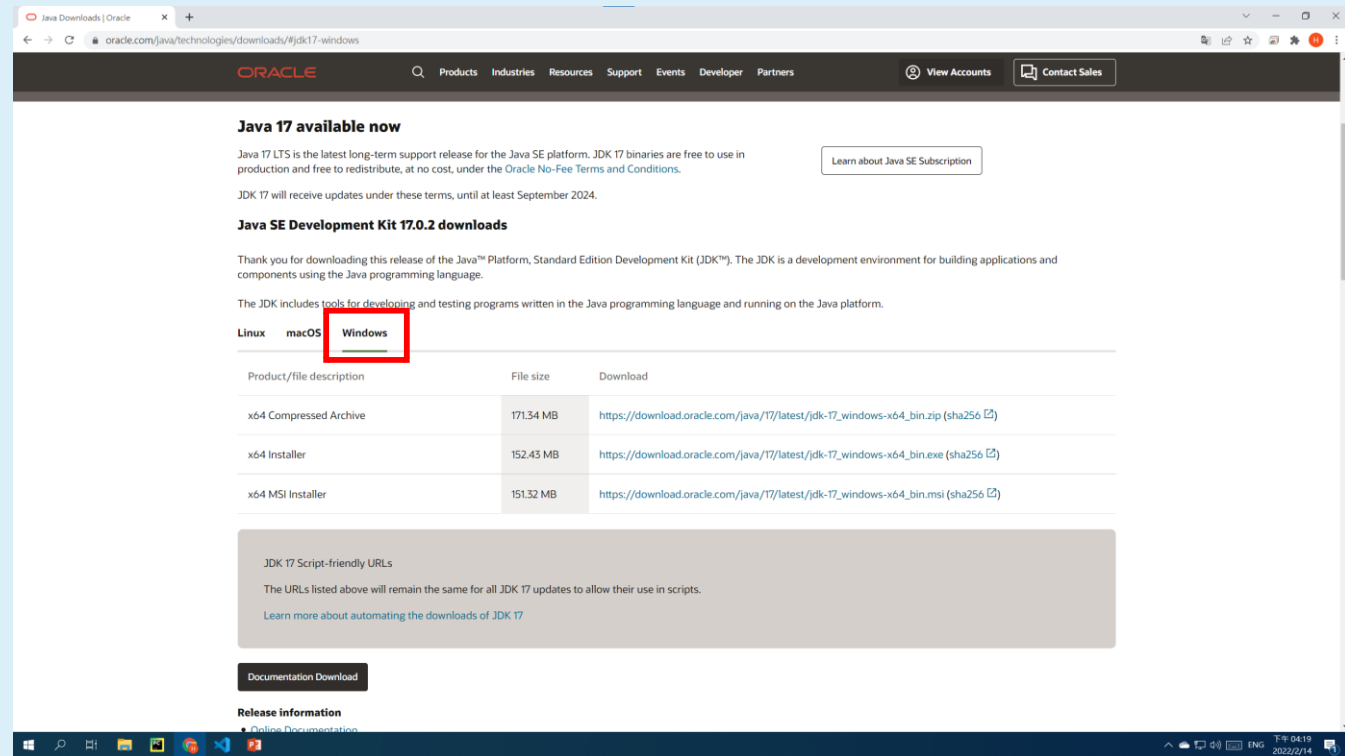 Java Downloads | Oracle
oracle.com/java/technologies/downloads/#jdk17-windows
H
ORACLE
Products Industries Resources Support Events Developer Partners
View Accounts
Contact Sales
Java 17 available now
Java 17 LTS is the latest long-term support release for the Java SE platform. JDK 17 binaries are free to use in
production and free to redistribute, at no cost, under the Oracle No-Fee Terms and Conditions.
Learn about Java SE Subscription
JDK 17 will receive updates under these terms, until at least September 2024.
Java SE Development Kit 17.0.2 downloads
Thank you for downloading this release of the Java™ Platform, Standard Edition Development Kit (JDK™). The JDK is a development environment for building applications and
components using the Java programming language.
The JDK includes tools for developing and testing programs written in the Java programming language and running on the Java platform.
Linux macOS Windows
Product/file description File size Download
x64 Compressed Archive 171.34 MB https://download.oracle.com/java/17/latest/jdk-17_windows-x64_bin.zip (sha256)
x64 Installer 152.43 MB https://download.oracle.com/java/17/latest/jdk-17_windows-x64_bin.exe (sha256)
x64 MSI Installer 151.32 MB https://download.oracle.com/java/17/latest/jdk-17_windows-x64_bin.msi (sha256)
JDK 17 Script-friendly URLs
The URLs listed above will remain the same for all JDK 17 updates to allow their use in scripts.
Learn more about automating the downloads of JDK 17
Documentation Download
Release information
Online Documentation
ENG
下午 04:19
2022/2/14